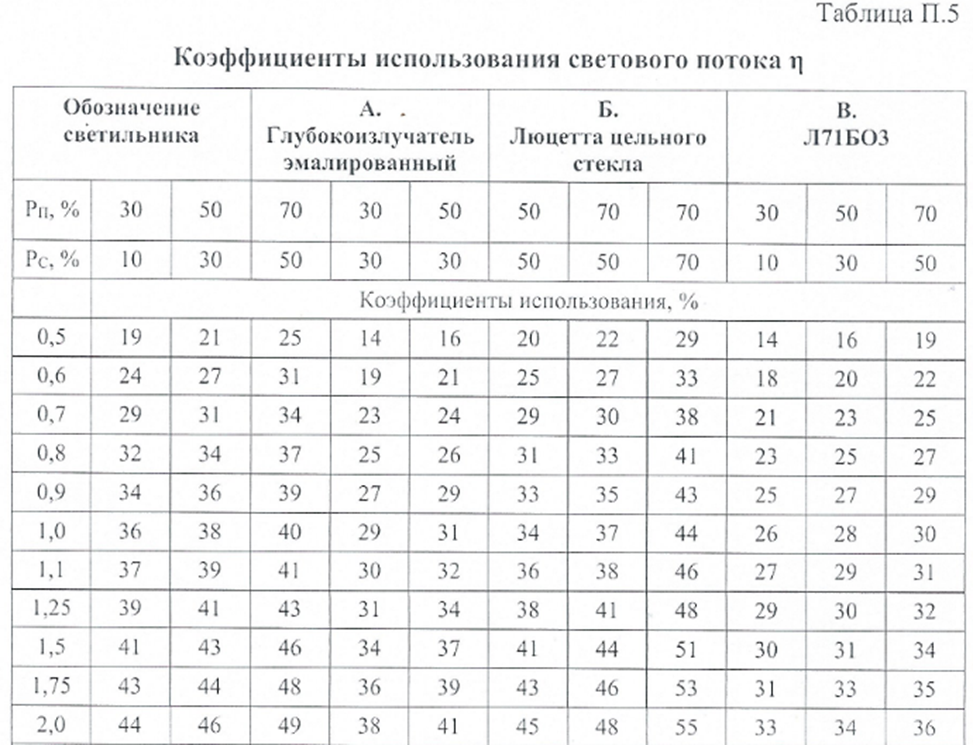 Таблица П.5
Коэффициенты использования светового потока η
Обозначение светильника А. Глубокоизлучатель эмалированный Б. Люцетта цельного стекла В. Л71БОЗ
Рп, % 30 50 70 30 50 50 70 70 30 50 70
Рс, % 10 30 50 30 30 50 50 70 10 30 50
Коэффициенты использования, %
0,5 19 21 25 14 16 20 22 29 14 16 19
0,6 24 27 31 19 21 25 27 33 18 20 22
0,7 29 31 34 23 24 29 30 38 21 23 25
0,8 32 34 37 25 26 31 33 41 23 25 27
0,9 34 36 39 27 29 33 35 43 25 27 29
1,0 36 38 40 29 31 34 37 44 26 28 30
1,1 37 39 41 30 32 36 38 46 27 29 31
1,25 39 41 43 31 34 38 41 48 29 30 32
1,5 41 43 46 34 37 41 44 51 30 31 34
1,75 43 44 48 36 39 43 46 53 31 33 35
2,0 44 46 49 38 41 45 48 55 33 34 36